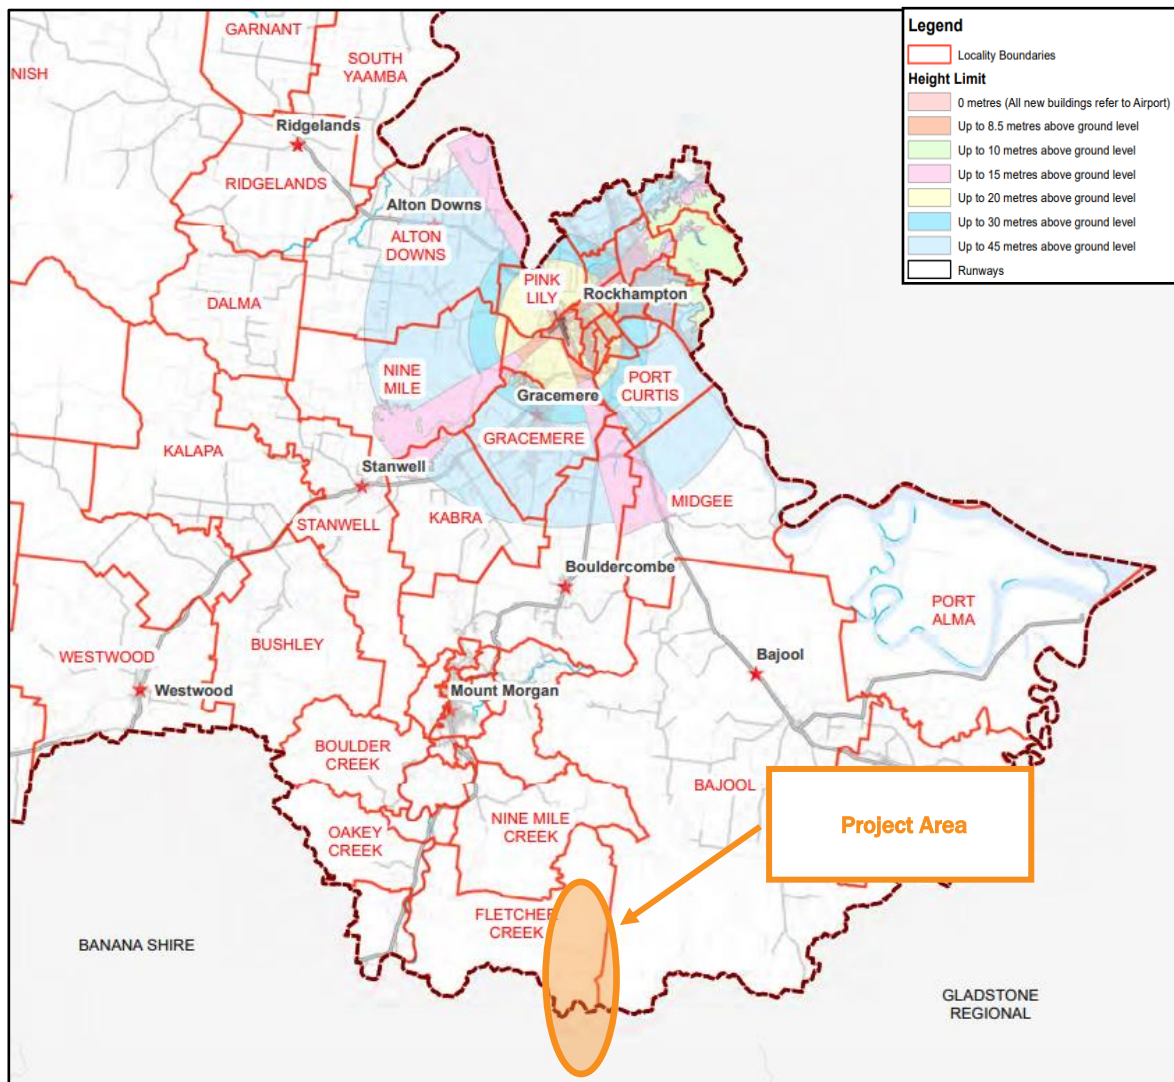 GARNANT
SOUTH
YAAMBA
NISH
Ridgelands
RIDGELANDS
Alton Downs
ALTON
DOWNS
DALMA
PINK
LILY
Rockhampton
NINE
MILE
PORT
CURTIS
Gracemere
GRACEMERE
KALAPA
Stanwell
STANWELL
KABRA
MIDGEE
Bouldercombe
PORT
ALMA
BUSHLEY
WESTWOOD
Westwood
Bajool
Mount Morgan
BOULDER
CREEK
BAJOOL
NINE MILE
CREEK
OAKEY
CREEK
FLETCHER
CREEK
BANANA SHIRE
GLADSTONE
REGIONAL
Project Area
Legend
Locality Boundaries
Height Limit
0 metres (All new buildings refer to Airport)
Up to 8.5 metres above ground level
Up to 10 metres above ground level
Up to 15 metres above ground level
Up to 20 metres above ground level
Up to 30 metres above ground level
Up to 45 metres above ground level
Runways